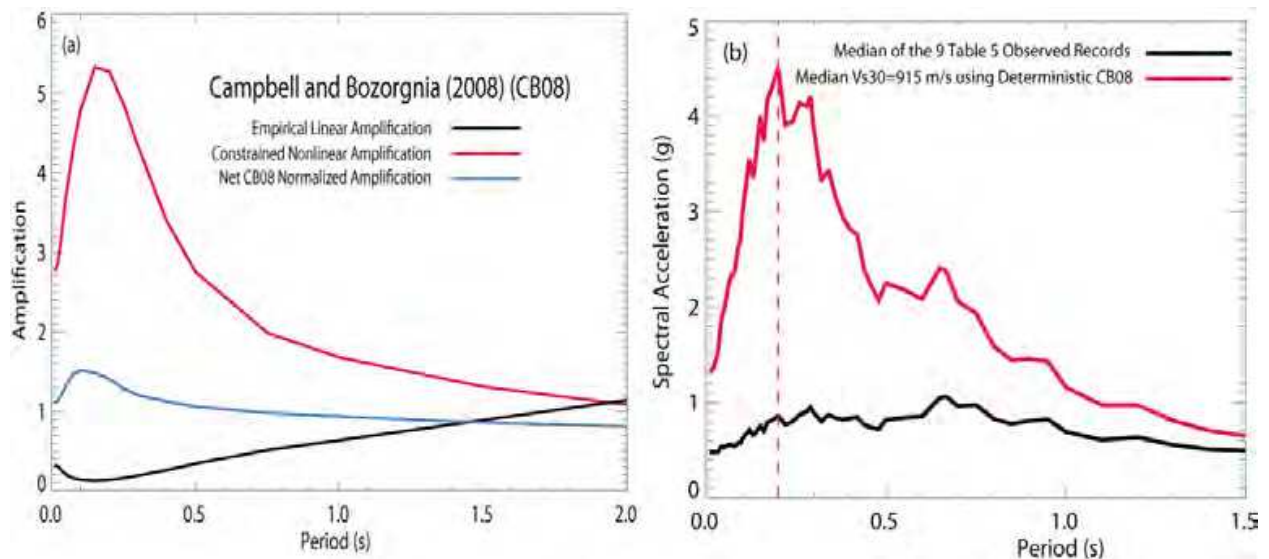 (a)
Campbell and Bozorgnia (2008) (CB08)
Empirical Linear Amplification
Constrained Nonlinear Amplification
Net CB08 Normalized Amplification
Amplification
6
5
4
3
2
1
0
0.0 0.5 1.0 1.5 2.0
Period (s)
(b)
Median of the 9 Table 5 Observed Records
Median Vs30=915 m/s using Deterministic CB08
Spectral Acceleration (g)
5
4
3
2
1
0
0.0 0.5 1.0 1.5
Period (s)